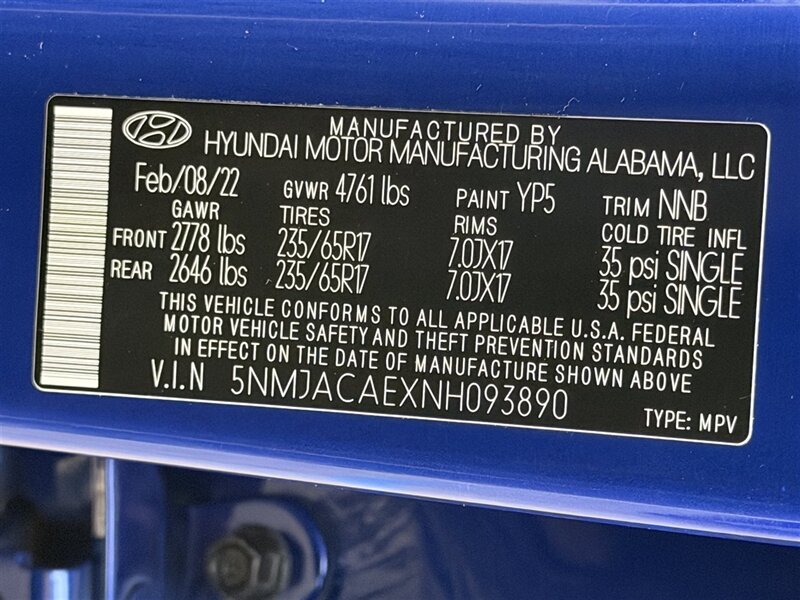 MANUFACTURED BY
HYUNDAI MOTOR MANUFACTURING ALABAMA, LLC
Feb/08/22 GVWR 4761 lbs PAINT YP5 TRIM NNB
GAWR TIRES RIMS COLD TIRE INFL
FRONT 2778 lbs 235/65R17 7.0JX17 35 psi SINGLE
REAR 2646 lbs 235/65R17 7.0JX17 35 psi SINGLE
THIS VEHICLE CONFORMS TO ALL APPLICABLE U.S.A. FEDERAL
MOTOR VEHICLE SAFETY AND THEFT PREVENTION STANDARDS
IN EFFECT ON THE DATE OF MANUFACTURE SHOWN ABOVE
V.I.N 5NMJACAEXNH093890
TYPE: MPV